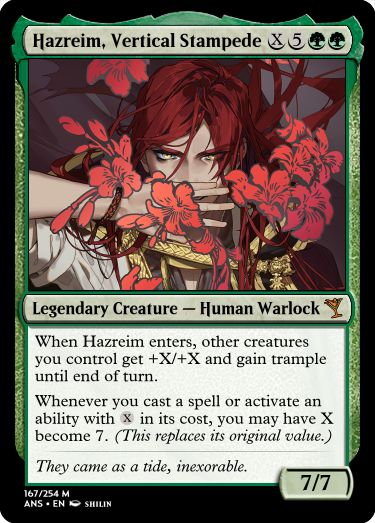 Hazreim, Vertical Stampede X 5
Legendary Creature — Human Warlock
When Hazreim enters, other creatures
you control get +X/+X and gain trample
until end of turn.
Whenever you cast a spell or activate an
ability with X in its cost, you may have X
become 7. (This replaces its original value.)
They came as a tide, inexorable.
7/7
167/254 M
ANS • EN SHILIN